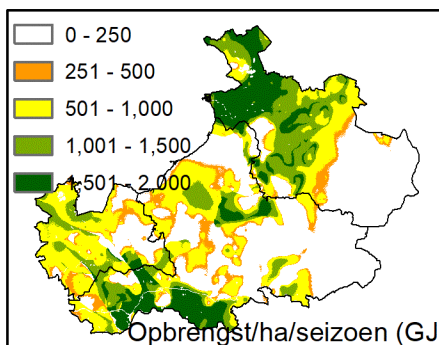 0 - 250
251 - 500
501 - 1,000
1,001 - 1,500
1,501 - 2,000
Opbrengst/ha/seizoen (GJ